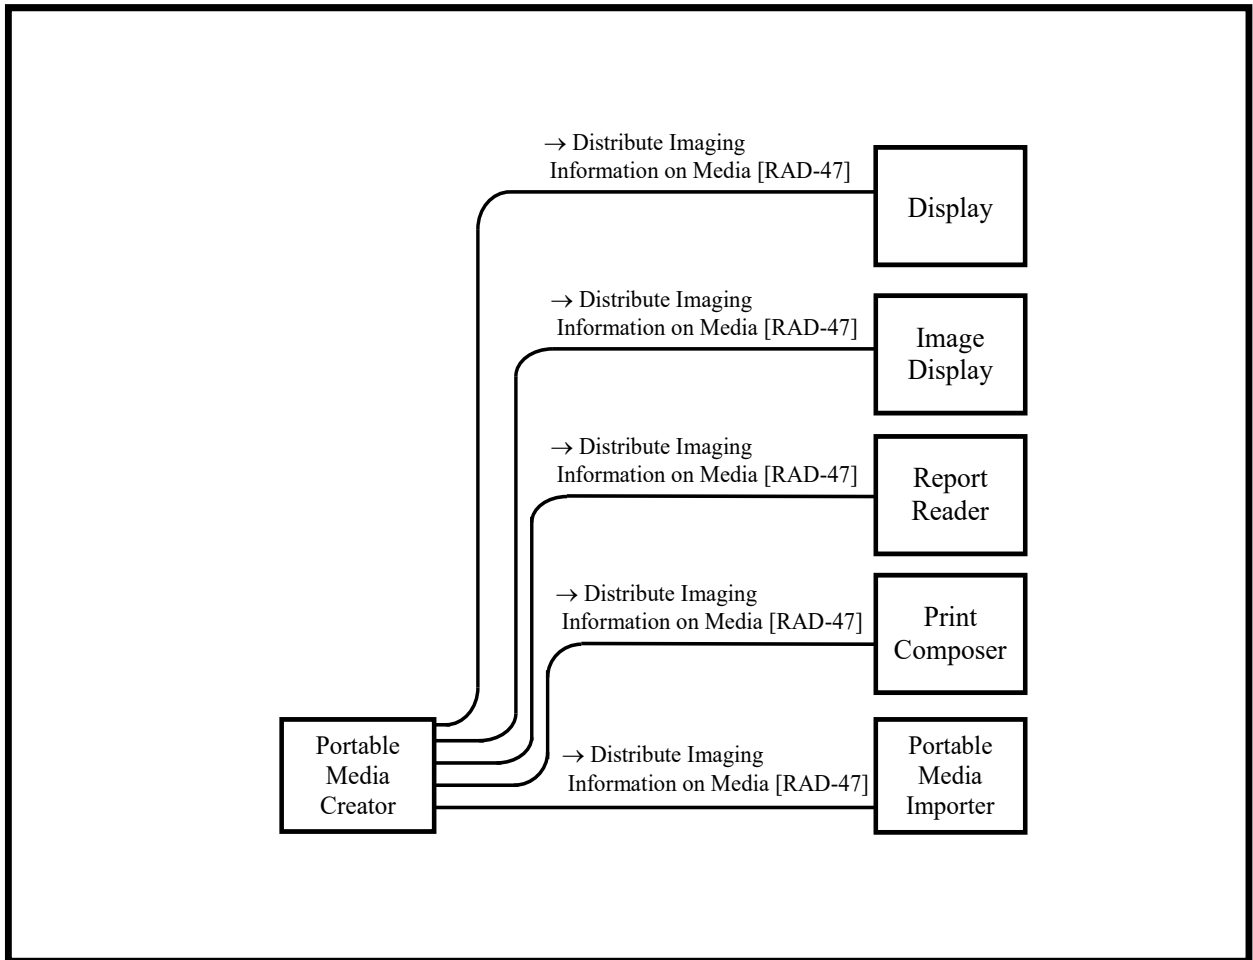 → Distribute Imaging
Information on Media [RAD-47]
Display
→ Distribute Imaging
Information on Media [RAD-47]
Image
Display
→ Distribute Imaging
Information on Media [RAD-47]
Report
Reader
→ Distribute Imaging
Information on Media [RAD-47]
Print
Composer
Portable
Media
Creator
→ Distribute Imaging
Information on Media [RAD-47]
Portable
Media
Importer